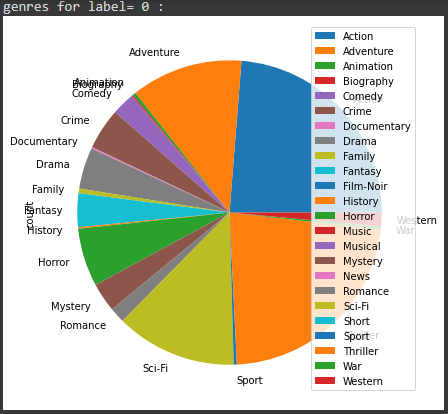 genres for label= 0 :
Adventure
Animation
Biography
Comedy
Crime
Documentary
Drama
Family
Fantasy
History
Horror
Mystery
Romance
Sci-Fi
Sport
Western
War
count
Action
Adventure
Animation
Biography
Comedy
Crime
Documentary
Drama
Family
Fantasy
Film-Noir
History
Horror
Music
Musical
Mystery
News
Romance
Sci-Fi
Short
Sport
Thriller
War
Western